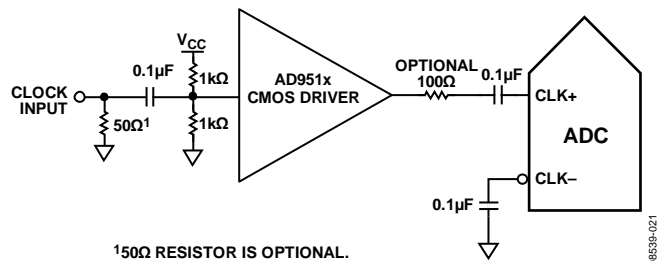 VCC
0.1µF
1kΩ
CLOCK
INPUT
50Ω1
1kΩ
AD951x
CMOS DRIVER
OPTIONAL
100Ω
0.1µF
CLK+
ADC
CLK–
0.1µF
150Ω RESISTOR IS OPTIONAL.
08539-021